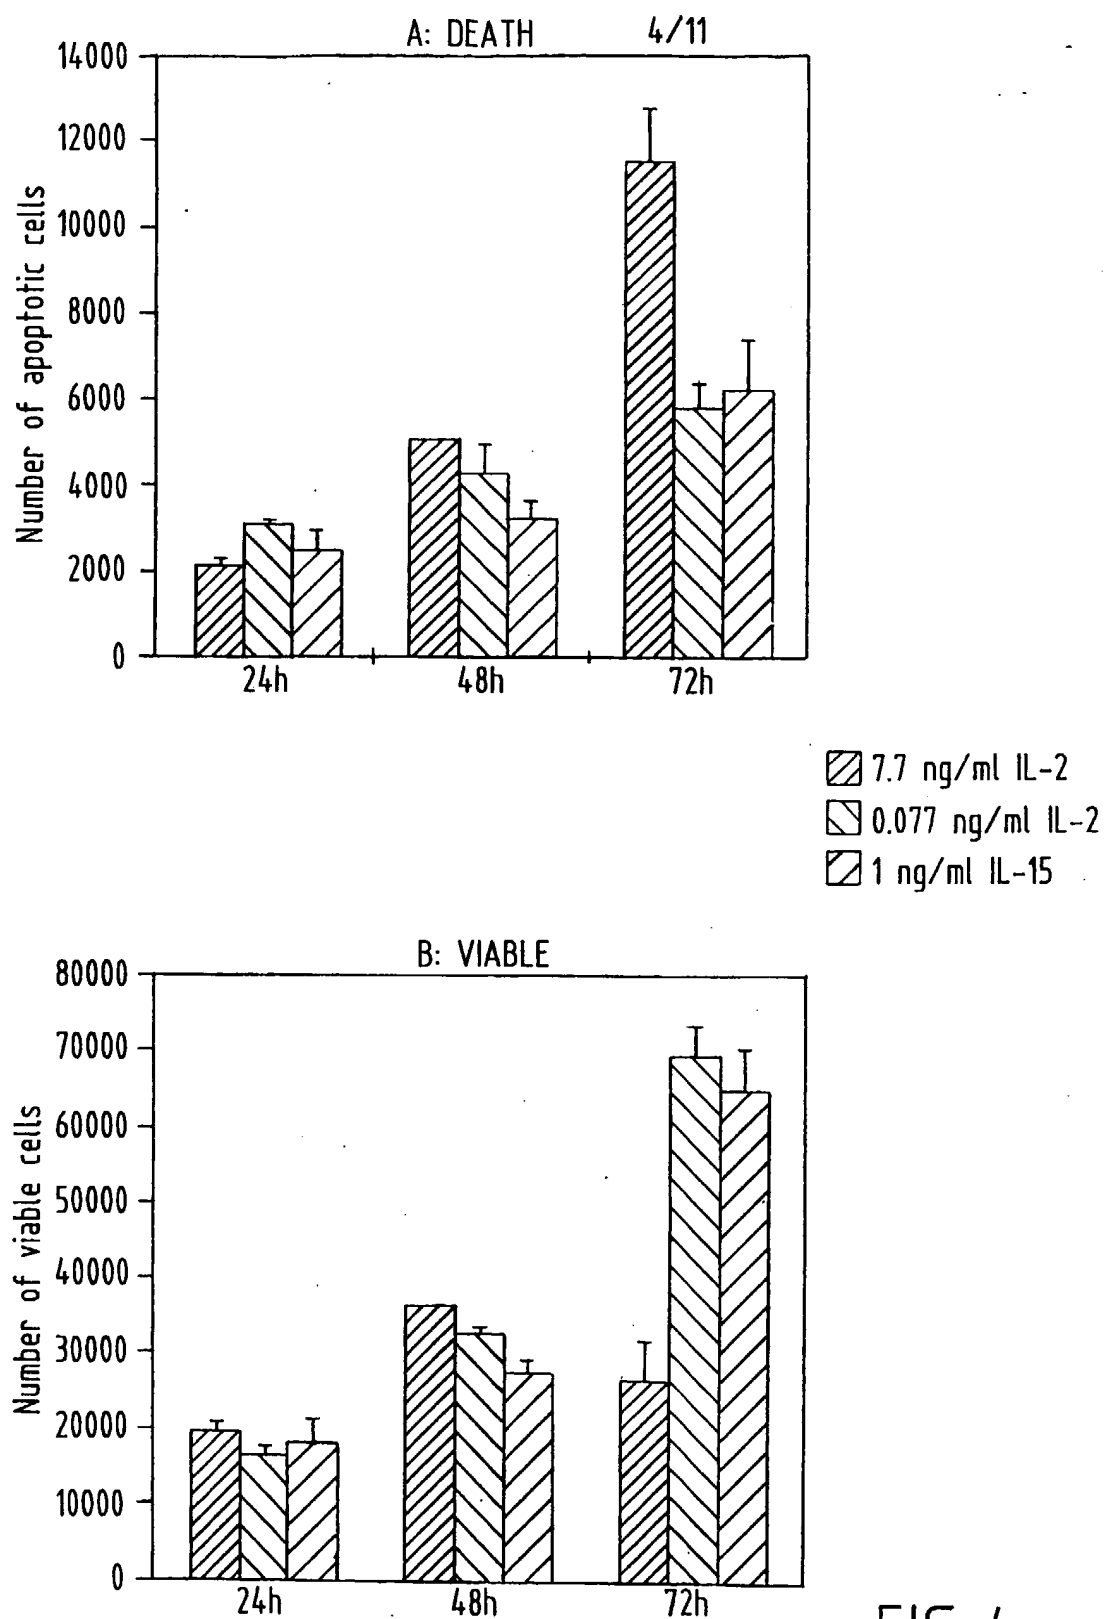 A: DEATH 4/11
14000
12000
10000
8000
6000
4000
2000
0
Number of apoptotic cells
24h 48h 72h
7.7 ng/ml IL-2
0.077 ng/ml IL-2
1 ng/ml IL-15
B: VIABLE
80000
70000
60000
50000
40000
30000
20000
10000
0
Number of viable cells
24h 48h 72h